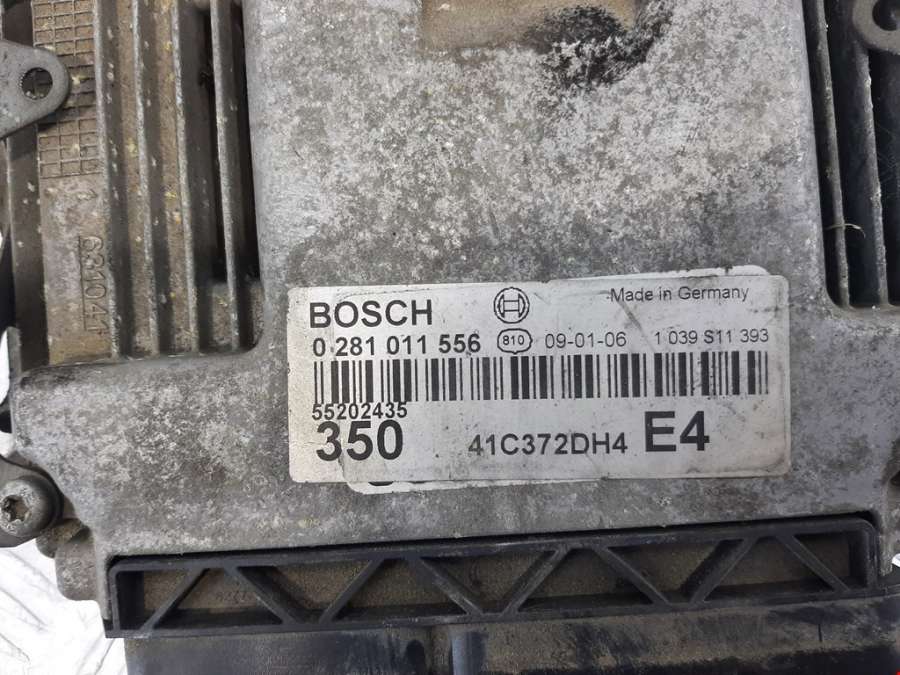 BOSCH Made in Germany
0 281 011 556 810 09-01-06 1 039 S11 393
55202435
350 41C372DH4 E4